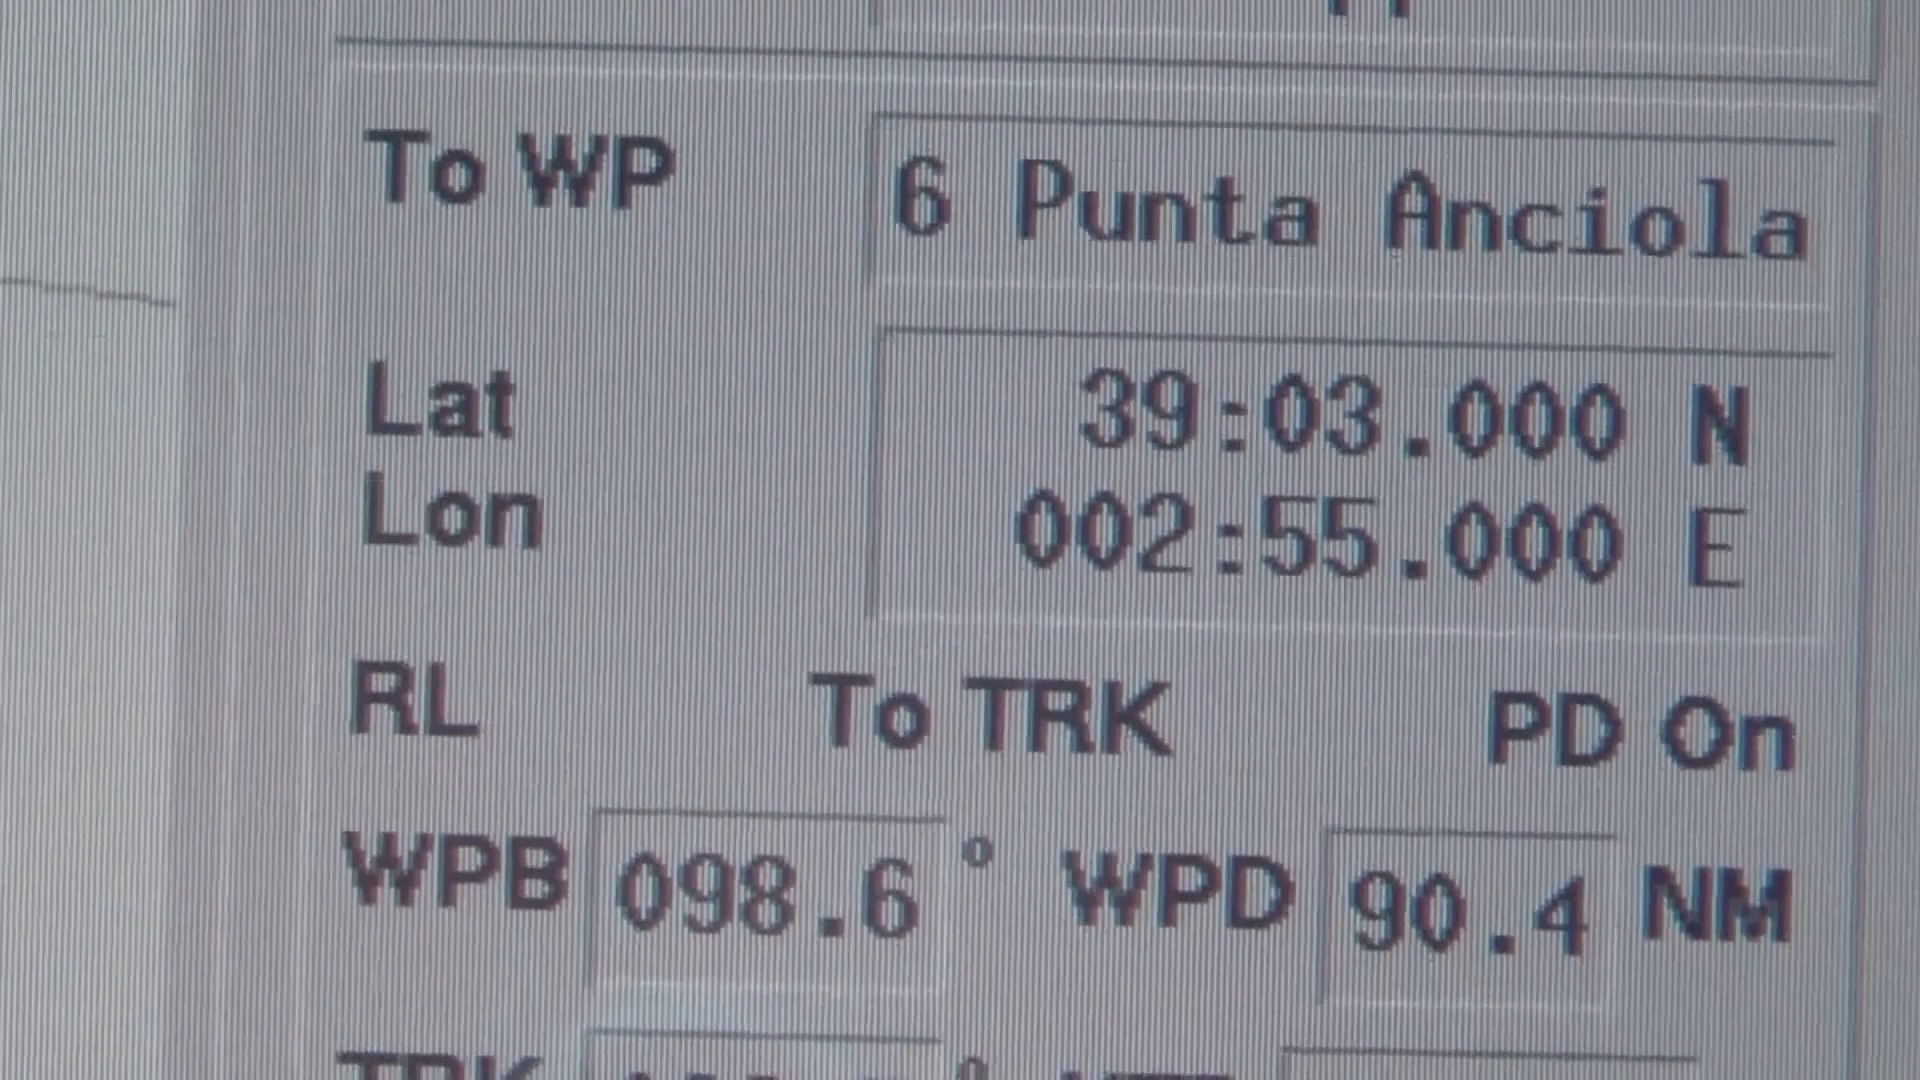 To WP 6 Punta Anciola
Lat 39:03.000 N
Lon 002:55.000 E
RL To TRK PD On
WPB 098.6 ° WPD 90.4 NM
TRK °